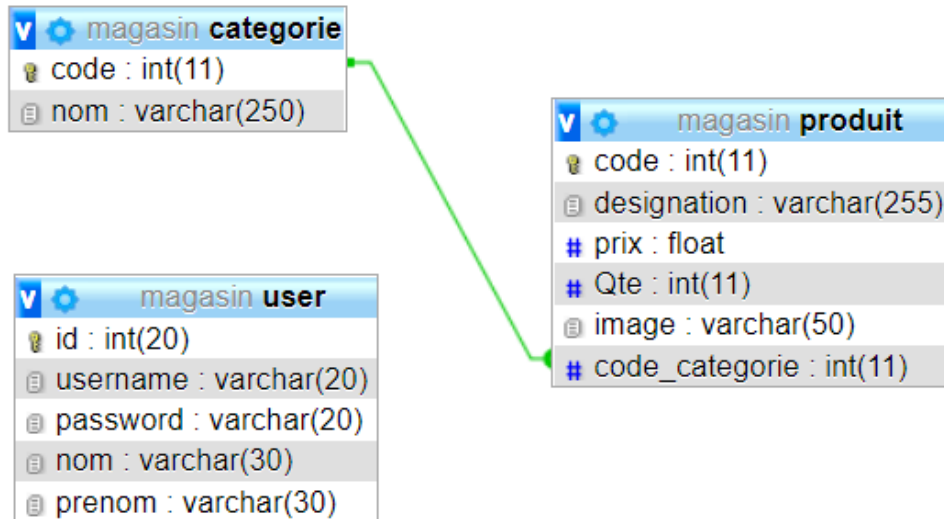 v magasin categorie
code : int(11)
nom : varchar(250)
v magasin produit
code : int(11)
designation : varchar(255)
# prix : float
# Qte : int(11)
image : varchar(50)
# code_categorie : int(11)
v magasin user
id : int(20)
username : varchar(20)
password : varchar(20)
nom : varchar(30)
prenom : varchar(30)